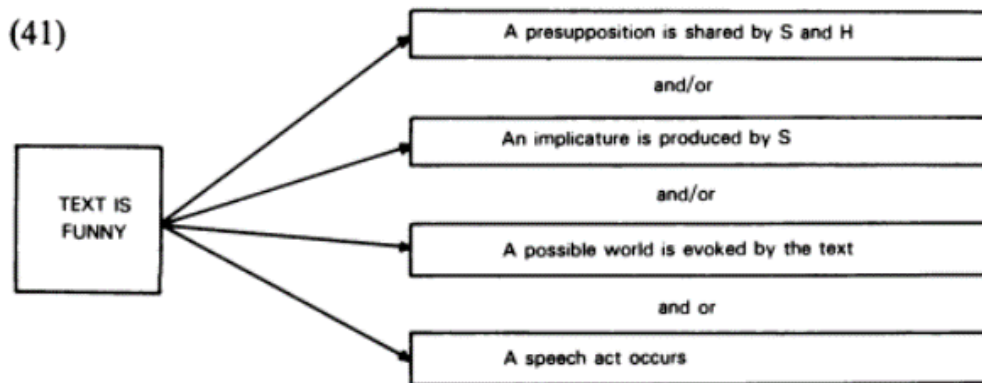 (41)
A presupposition is shared by S and H
and/or
An implicature is produced by S
and/or
TEXT IS
FUNNY
A possible world is evoked by the text
and or
A speech act occurs